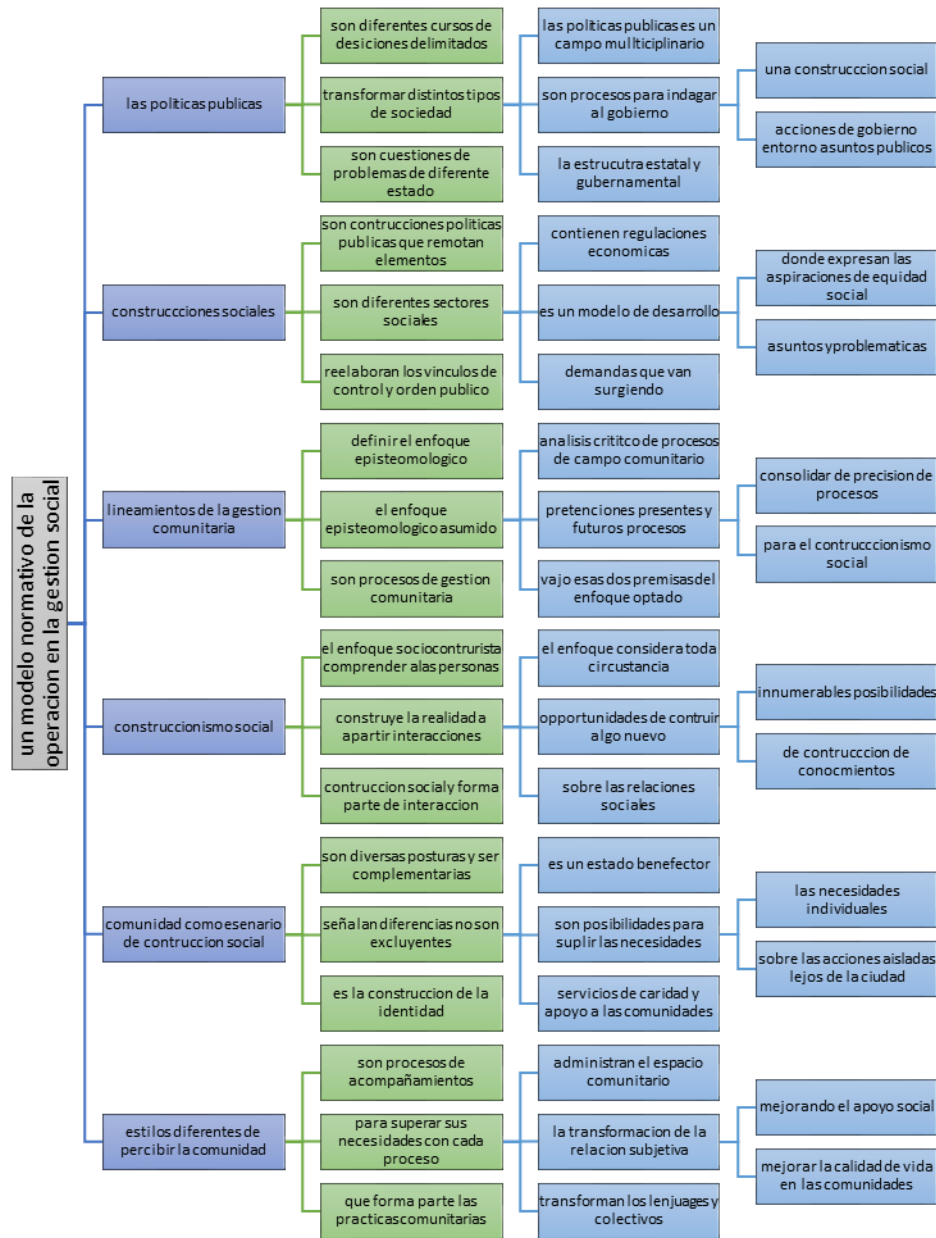 un modelo normativo de la
operacion en la gestion social
las politicas publicas
son diferentes cursos de
desiciones delimitados
transformar distintos tipos
de sociedad
son cuestiones de
problemas de diferente
estado
las politicas publicas es un
campo mullticiplinario
son procesos para indagar
al gobierno
la estrucutra estatal y
gubernamental
una construcccion social
acciones de gobierno
entorno asuntos publicos
construccciones sociales
son contrucciones politicas
publicas que remotan
elementos
son diferentes sectores
sociales
reelaboran los vinculos de
control y orden publico
contienen regulaciones
economicas
es un modelo de desarrollo
demandas que van
surgiendo
donde expresan las
aspiraciones de equidad
social
asuntos yproblematicas
lineamientos de la gestion
comunitaria
definir el enfoque
episteomologico
el enfoque
episteomologico asumido
son procesos de gestion
comunitaria
analisis crititco de procesos
de campo comunitario
pretenciones presentes y
futuros procesos
vajo esas dos premisas del
enfoque optado
consolidar de precision de
procesos
para el contrucccionismo
social
construccionismo social
el enfoque sociocontrurista
comprender alas personas
construye la realidad a
apartir interacciones
contruccion social y forma
parte de interaccion
el enfoque considera toda
circustancia
opportunidades de contruir
algo nuevo
sobre las relaciones
sociales
innumerables posibilidades
de contrucccion de
conocmientos
comunidad como esenario
de contruccion social
son diversas posturas y ser
complementarias
señalan diferencias no son
excluyentes
es la construccion de la
identidad
es un estado benefector
son posibilidades para
suplir las necesidades
servicios de caridad y
apoyo a las comunidades
las necesidades
individuales
sobre las acciones aisladas
lejos de la ciudad
estilos diferentes de
percibir la comunidad
son procesos de
acompañamientos
para superar sus
necesidades con cada
proceso
que forma parte las
practicas comunitarias
administran el espacio
comunitario
la transformacion de la
relacion subjetiva
transforman los lenjuages y
colectivos
mejorando el apoyo social
mejorar la calidad de vida
en las comunidades